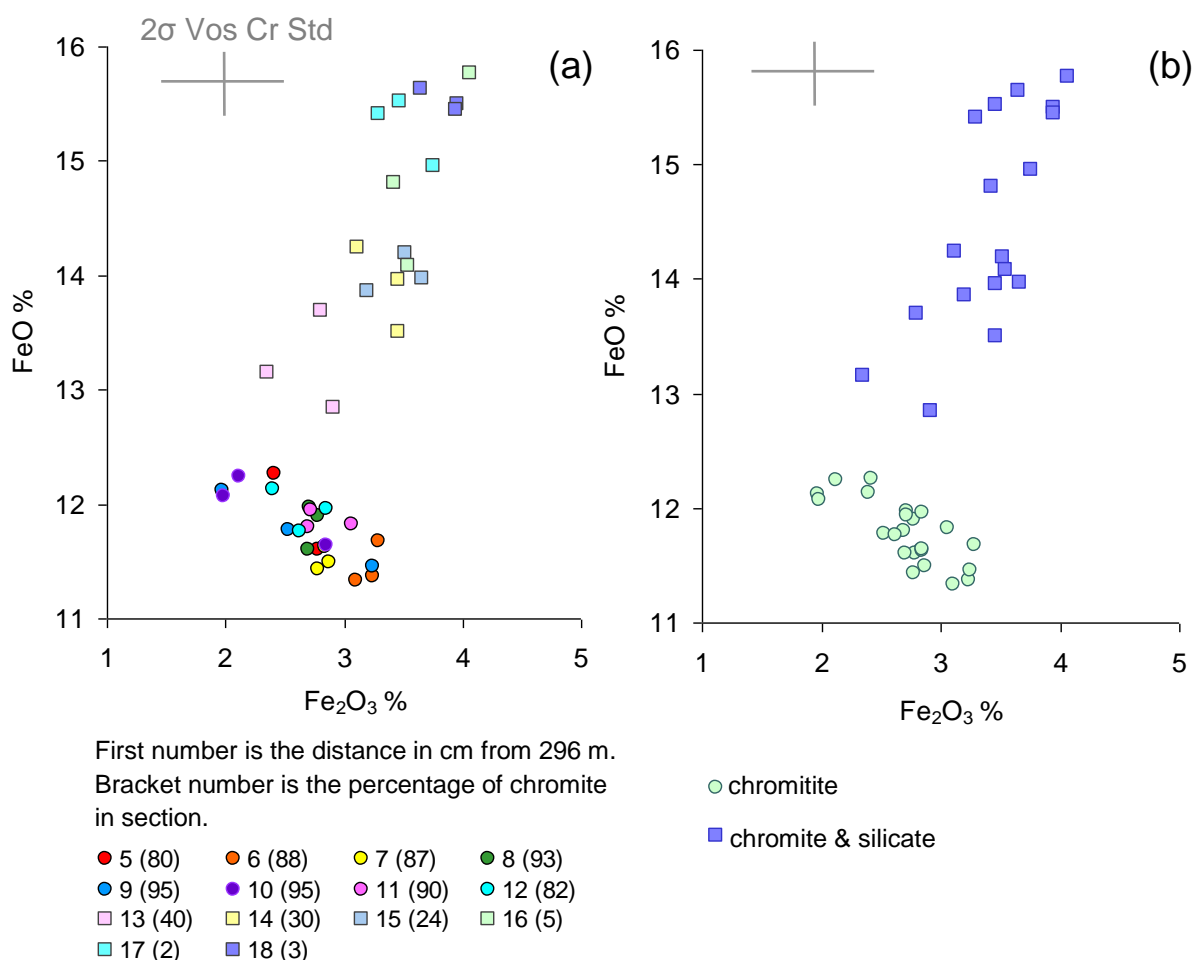 2σ Vos Cr Std
(a)
16
15
14
13
12
11
FeO %
1
2
3
4
5
Fe₂O₃ %
(b)
16
15
14
13
12
11
FeO %
1
2
3
4
5
Fe₂O₃ %
First number is the distance in cm from 296 m.
Bracket number is the percentage of chromite
in section.
5 (80) 6 (88) 7 (87) 8 (93)
9 (95) 10 (95) 11 (90) 12 (82)
13 (40) 14 (30) 15 (24) 16 (5)
17 (2) 18 (3)
chromitite
chromite & silicate